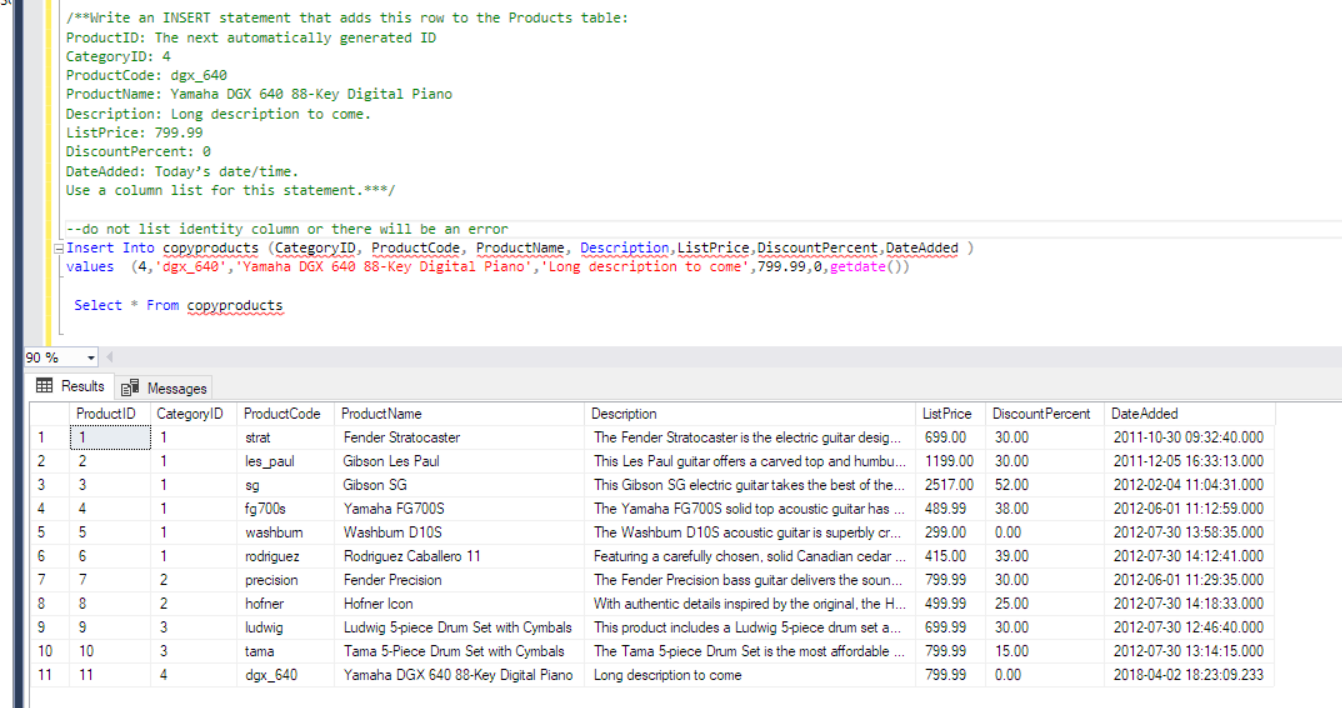 /**Write an INSERT statement that adds this row to the Products table:
ProductID: The next automatically generated ID
CategoryID: 4
ProductCode: dgx_640
ProductName: Yamaha DGX 640 88-Key Digital Piano
Description: Long description to come.
ListPrice: 799.99
DiscountPercent: 0
DateAdded: Today’s date/time.
Use a column list for this statement.***/
--do not list identity column or there will be an error
Insert Into copyproducts (CategoryID, ProductCode, ProductName, Description,ListPrice,DiscountPercent,DateAdded )
values (4,'dgx_640','Yamaha DGX 640 88-Key Digital Piano','Long description to come',799.99,0,getdate())
Select * From copyproducts
90 %
Results Messages
ProductID CategoryID ProductCode ProductName Description ListPrice DiscountPercent DateAdded
1 1 1 strat Fender Stratocaster The Fender Stratocaster is the electric guitar desig... 699.00 30.00 2011-10-30 09:32:40.000
2 2 1 les_paul Gibson Les Paul This Les Paul guitar offers a carved top and humbu... 1199.00 30.00 2011-12-05 16:33:13.000
3 3 1 sg Gibson SG This Gibson SG electric guitar takes the best of the... 2517.00 52.00 2012-02-04 11:04:31.000
4 4 1 fg700s Yamaha FG700S The Yamaha FG700S solid top acoustic guitar has ... 489.99 38.00 2012-06-01 11:12:59.000
5 5 1 washburn Washburn D10S The Washburn D10S acoustic guitar is superbly cr... 299.00 0.00 2012-07-30 13:58:35.000
6 6 1 rodriguez Rodriguez Caballero 11 Featuring a carefully chosen, solid Canadian cedar ... 415.00 39.00 2012-07-30 14:12:41.000
7 7 2 precision Fender Precision The Fender Precision bass guitar delivers the soun... 799.99 30.00 2012-06-01 11:29:35.000
8 8 2 hofner Hofner Icon With authentic details inspired by the original, the H... 499.99 25.00 2012-07-30 14:18:33.000
9 9 3 ludwig Ludwig 5-piece Drum Set with Cymbals This product includes a Ludwig 5-piece drum set a... 699.99 30.00 2012-07-30 12:46:40.000
10 10 3 tama Tama 5-Piece Drum Set with Cymbals The Tama 5-piece Drum Set is the most affordable ... 799.99 15.00 2012-07-30 13:14:15.000
11 11 4 dgx_640 Yamaha DGX 640 88-Key Digital Piano Long description to come 799.99 0.00 2018-04-02 18:23:09.233